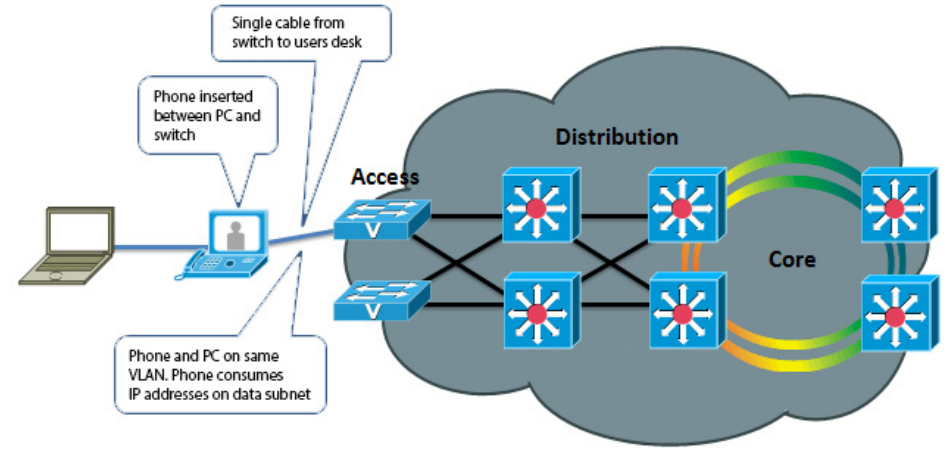 Single cable from
switch to users desk
Phone inserted
between PC and
switch
Distribution
Access
V
Core
V
Phone and PC on same
VLAN. Phone consumes
IP addresses on data subnet